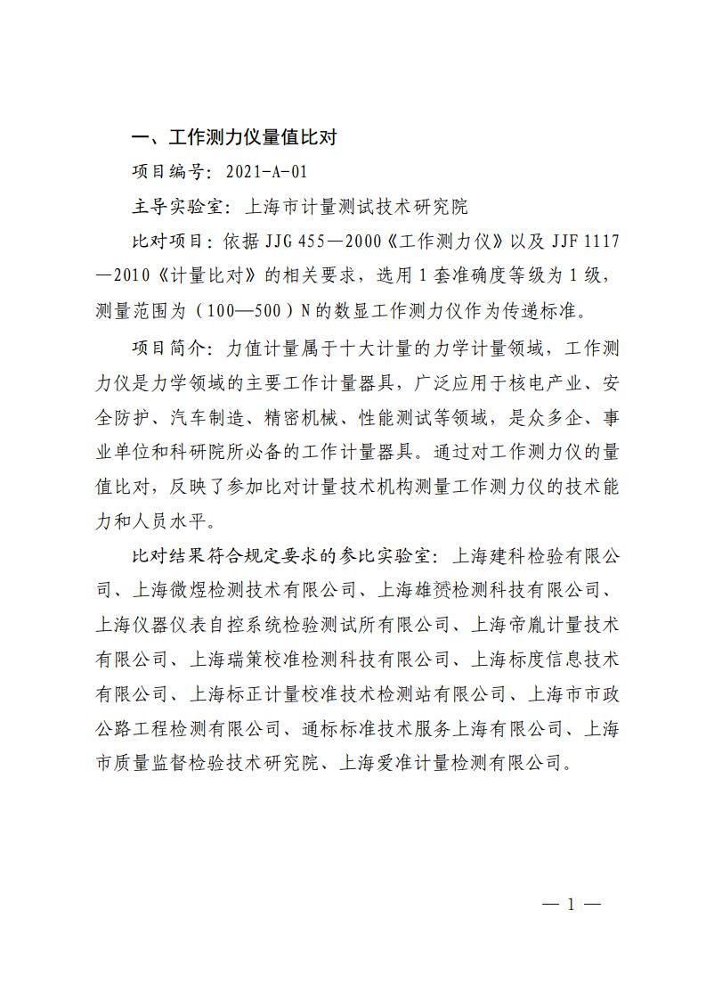 一、工作测力仪量值比对
项目编号：2021-A-01
主导实验室：上海市计量测试技术研究院
比对项目：依据 JJG 455—2000《工作测力仪》以及 JJF 1117
—2010《计量比对》的相关要求，选用 1 套准确度等级为 1 级，
测量范围为（100—500）N 的数显工作测力仪作为传递标准。
项目简介：力值计量属于十大计量的力学计量领域，工作测
力仪是力学领域的主要工作计量器具，广泛应用于核电产业、安
全防护、汽车制造、精密机械、性能测试等领域，是众多企、事
业单位和科研院所必备的工作计量器具。通过对工作测力仪的量
值比对，反映了参加比对计量技术机构测量工作测力仪的技术能
力和人员水平。
比对结果符合规定要求的参比实验室：上海建科检验有限公
司、上海微煜检测技术有限公司、上海雄赟检测科技有限公司、
上海仪器仪表自控系统检验测试所有限公司、上海帝胤计量技术
有限公司、上海瑞策校准检测科技有限公司、上海标度信息技术
有限公司、上海标正计量校准技术检测站有限公司、上海市市政
公路工程检测有限公司、通标标准技术服务上海有限公司、上海
市质量监督检验技术研究院、上海爱准计量检测有限公司。
— 1 —